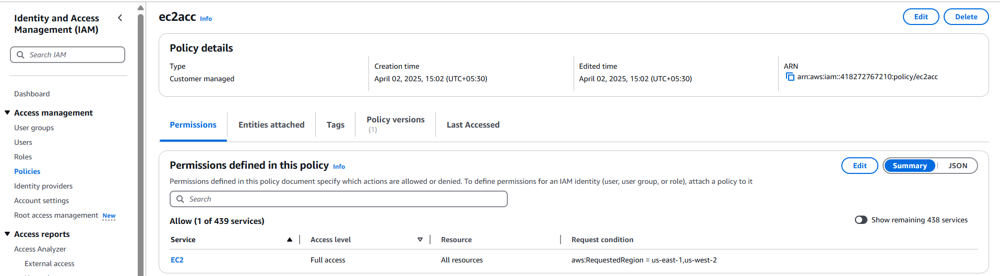 Identity and Access
Management (IAM)
Search IAM
Dashboard
Access management
User groups
Users
Roles
Policies
Identity providers
Account settings
Root access management New
Access reports
Access Analyzer
External access
ec2acc Info
Edit
Delete
Policy details
Type
Customer managed
Creation time
April 02, 2025, 15:02 (UTC+05:30)
Edited time
April 02, 2025, 15:02 (UTC+05:30)
ARN
arn:aws:iam::418272767210:policy/ec2acc
Permissions
Entities attached
Tags
Policy versions
(1)
Last Accessed
Permissions defined in this policy Info
Edit
Summary
JSON
Permissions defined in this policy document specify which actions are allowed or denied. To define permissions for an IAM identity (user, user group, or role), attach a policy to it
Search
Allow (1 of 439 services)
Show remaining 438 services
Service Access level Resource Request condition
EC2 Full access All resources aws:RequestedRegion = us-east-1,us-west-2